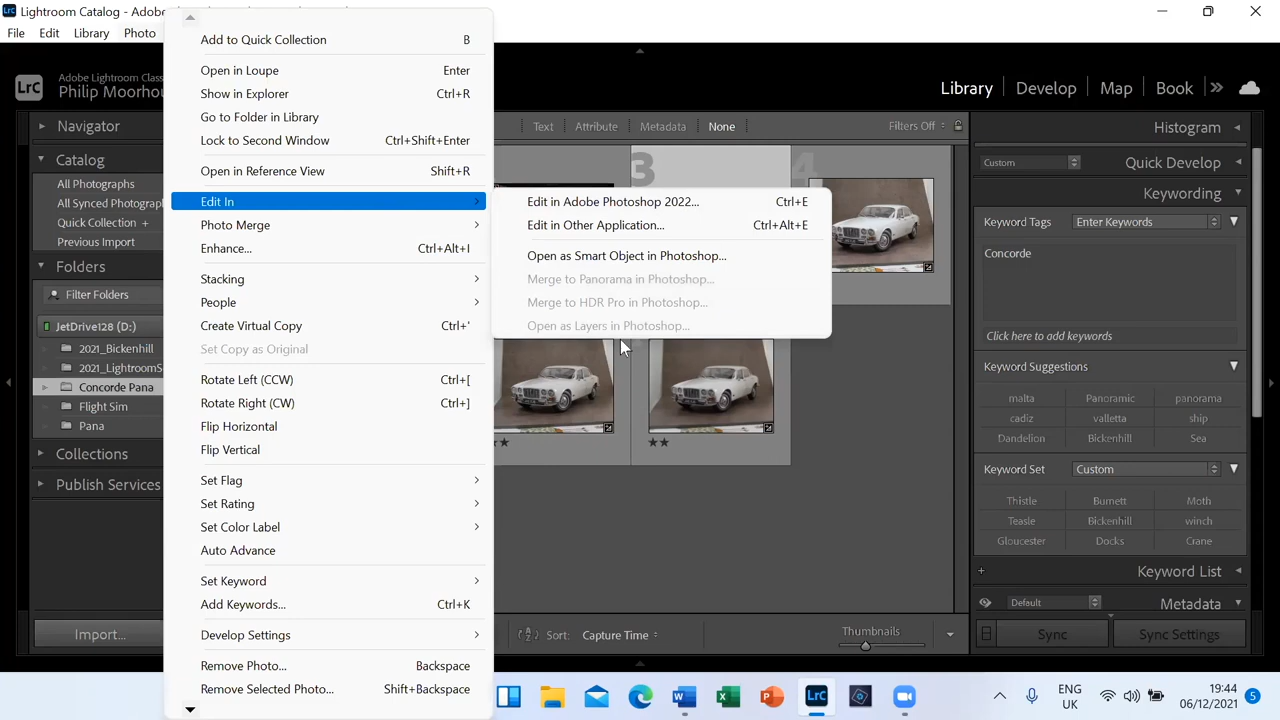 Lightroom Catalog - Adob
File Edit Library Photo
LrC
Adobe Lightroom Class
Philip Moorhou
Library Develop Map Book »
Navigator
Catalog
All Photographs
All Synced Photograp
Quick Collection +
Previous Import
Folders
Filter Folders
JetDrive128 (D:)
2021_Bickenhill
2021_LightroomS
Concorde Pana
Flight Sim
Pana
Collections
Publish Services
Import...
Add to Quick Collection B
Open in Loupe Enter
Show in Explorer Ctrl+R
Go to Folder in Library
Lock to Second Window Ctrl+Shift+Enter
Open in Reference View Shift+R
Edit In
Photo Merge
Enhance... Ctrl+Alt+I
Stacking
People
Create Virtual Copy Ctrl+'
Set Copy as Original
Rotate Left (CCW) Ctrl+[
Rotate Right (CW) Ctrl+]
Flip Horizontal
Flip Vertical
Set Flag
Set Rating
Set Color Label
Auto Advance
Set Keyword
Add Keywords... Ctrl+K
Develop Settings
Remove Photo... Backspace
Remove Selected Photo... Shift+Backspace
Text Attribute Metadata None Filters Off
3 4
Edit in Adobe Photoshop 2022... Ctrl+E
Edit in Other Application... Ctrl+Alt+E
Open as Smart Object in Photoshop...
Merge to Panorama in Photoshop...
Merge to HDR Pro in Photoshop...
Open as Layers in Photoshop...
Sort: Capture Time
Thumbnails
Histogram
Custom Quick Develop
Keywording
Keyword Tags Enter Keywords
Concorde
Click here to add keywords
Keyword Suggestions
malta Panoramic panorama
cadiz valletta ship
Dandelion Bickenhill Sea
Keyword Set Custom
Thistle Burnett Moth
Teasle Bickenhill winch
Gloucester Docks Crane
+ Keyword List
Default Metadata
Sync Sync Settings
LrC
ENG
UK
19:44
06/12/2021
5